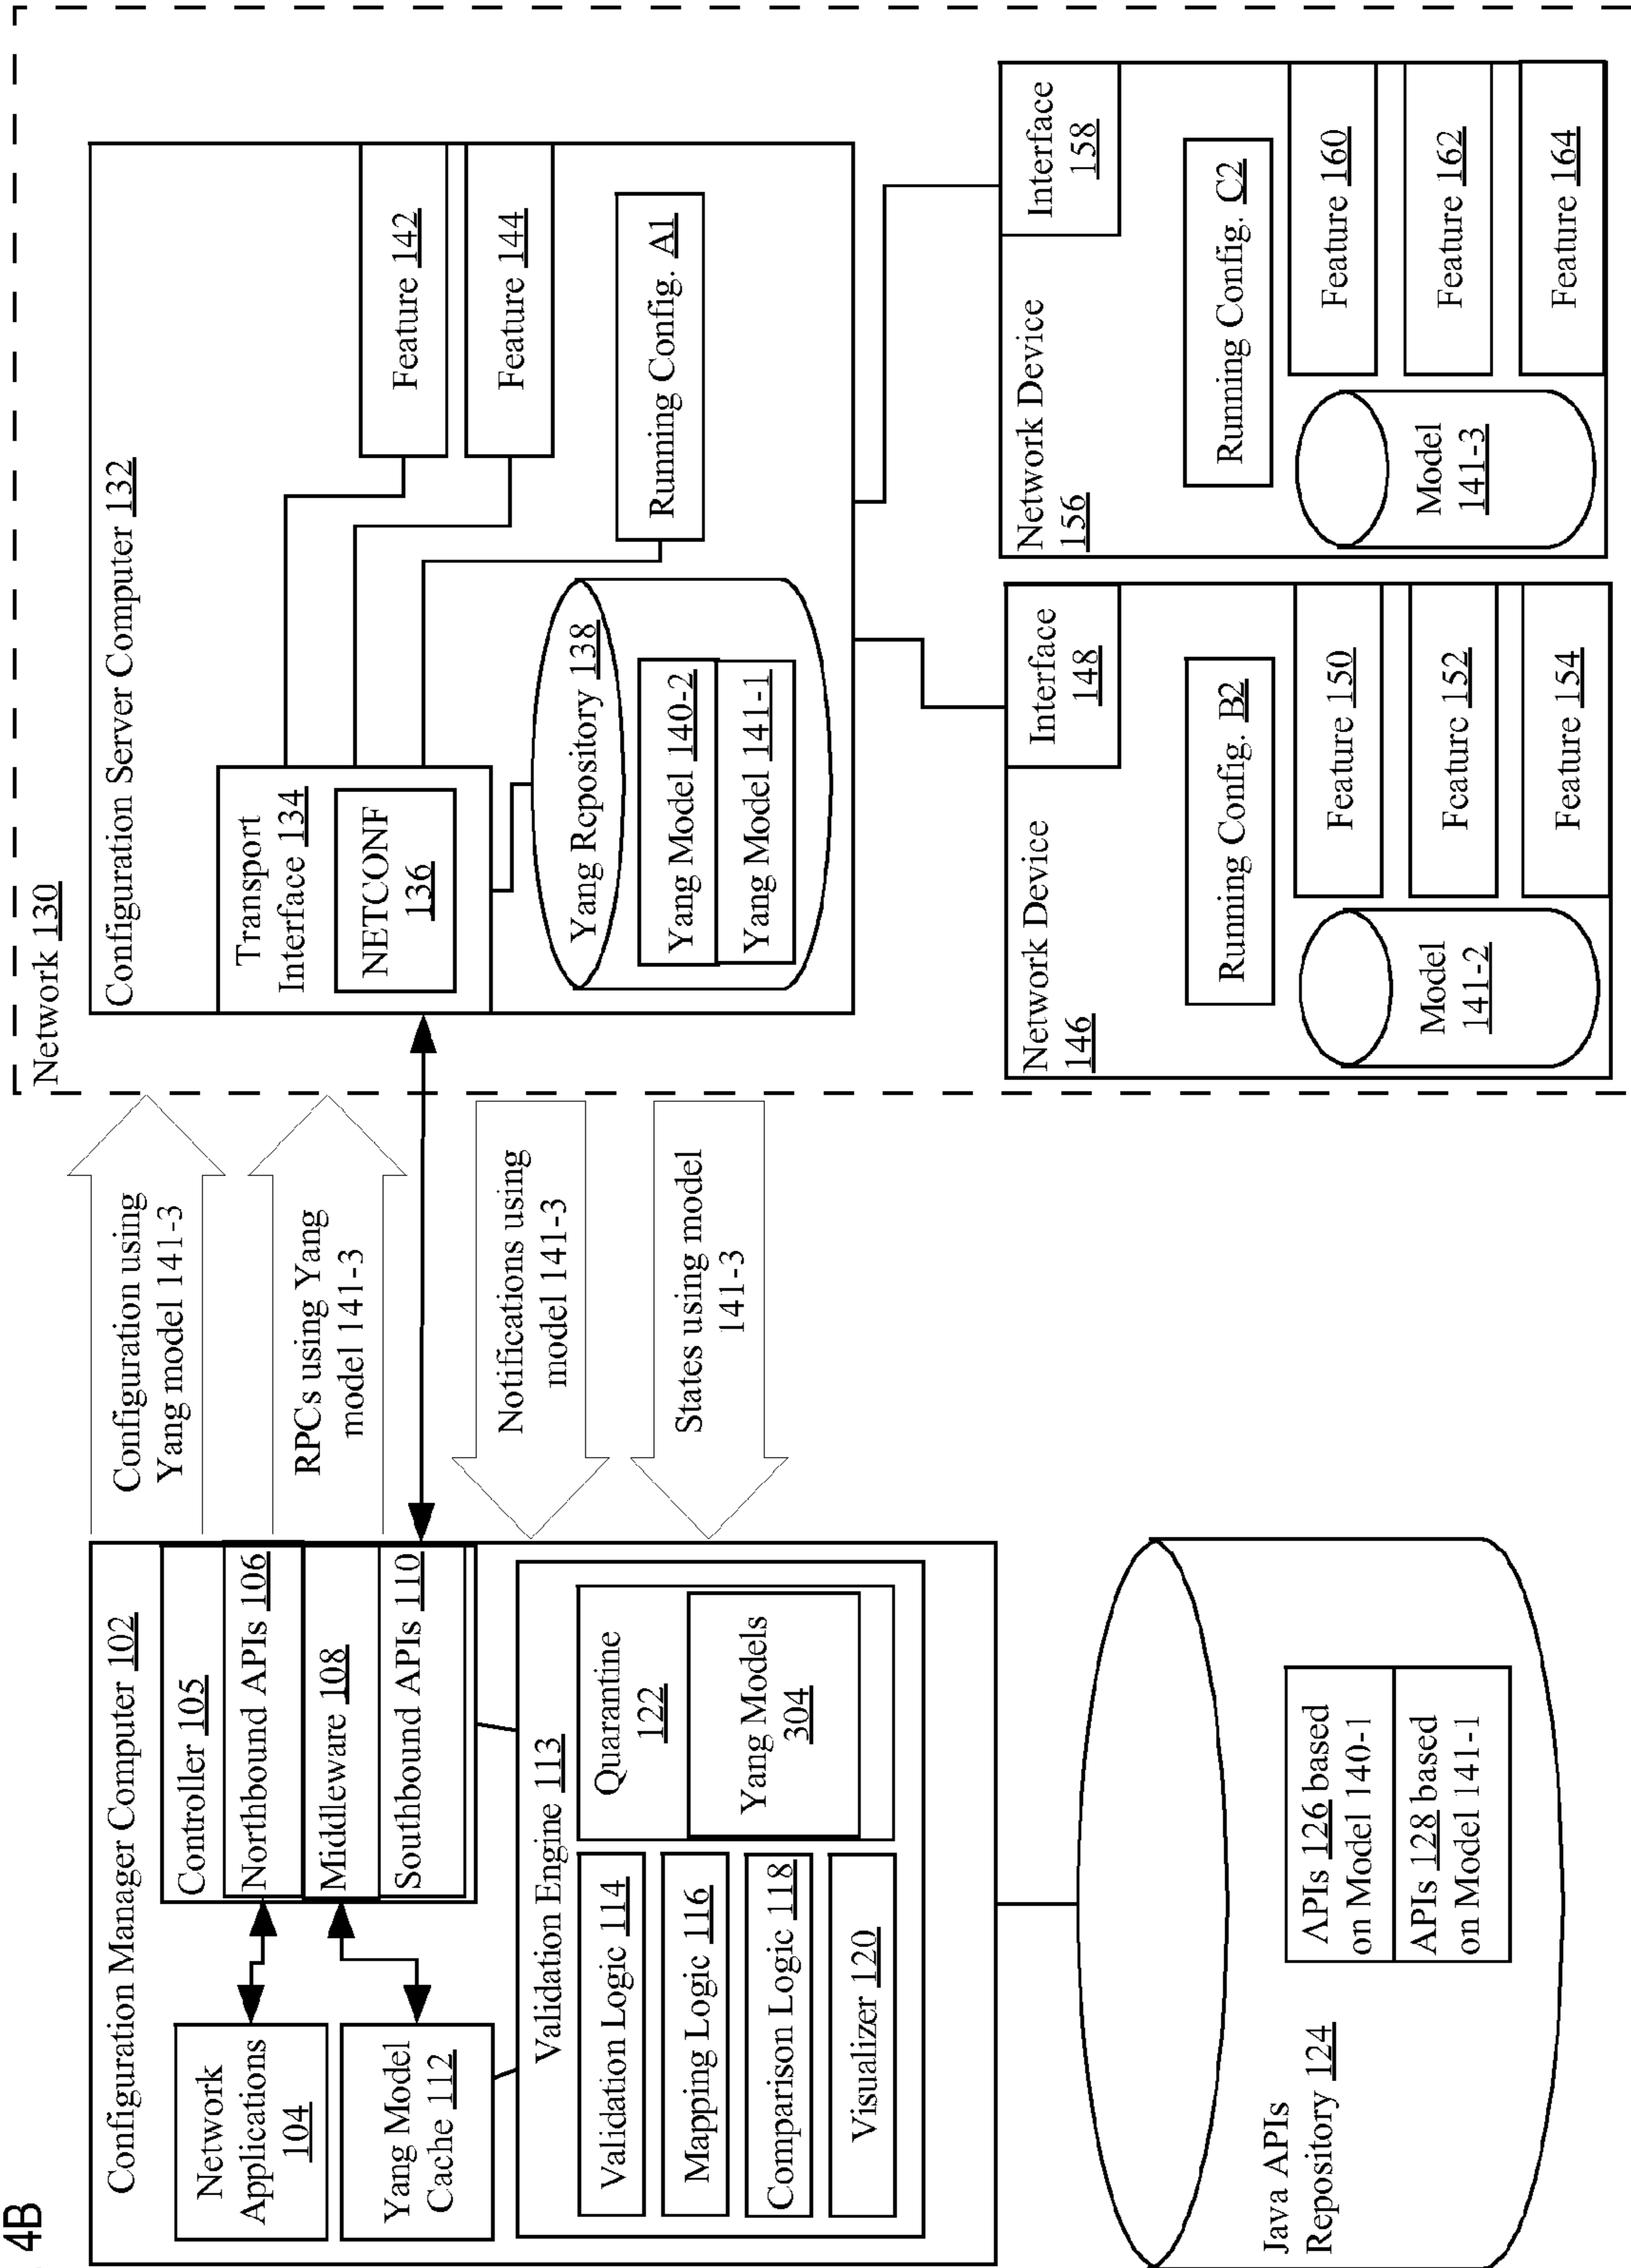 4B
Configuration Manager Computer 102
Network
Applications
104
Yang Model
Cache 112
Controller 105
Northbound APIs 106
Middleware 108
Southbound APIs 110
Validation Engine 113
Validation Logic 114
Mapping Logic 116
Comparison Logic 118
Visualizer 120
Quarantine
122
Yang Models
304
Java APIs
Repository 124
APIs 126 based
on Model 140-1
APIs 128 based
on Model 141-1
Configuration using
Yang model 141-3
RPCs using Yang
model 141-3
Notifications using
model 141-3
States using model
141-3
Network 130
Configuration Server Computer 132
Transport
Interface 134
NETCONF
136
Yang Repository 138
Yang Model 140-2
Yang Model 141-1
Feature 142
Feature 144
Running Config. A1
Network Device
146
Interface
148
Running Config. B2
Model
141-2
Feature 150
Feature 152
Feature 154
Network Device
156
Interface
158
Running Config. C2
Model
141-3
Feature 160
Feature 162
Feature 164